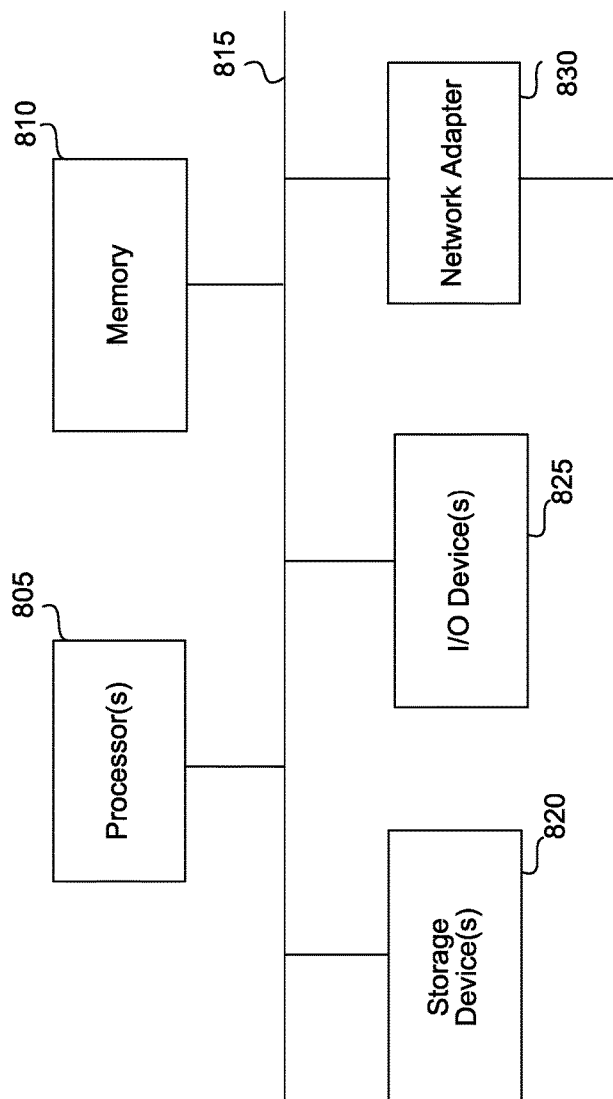 805
Processor(s)
810
Memory
815
Storage
Device(s)
820
I/O Device(s)
825
Network Adapter
830